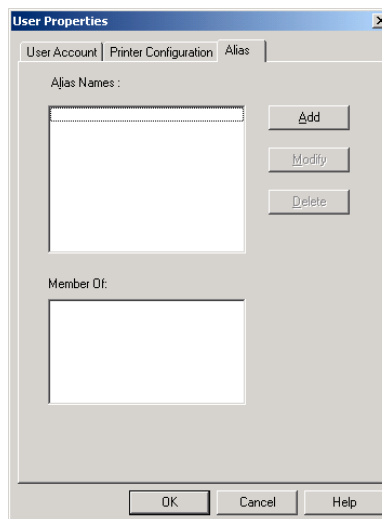 User Properties
User Account Printer Configuration Alias
Alias Names :
Add
Modify
Delete
Member Of:
OK Cancel Help